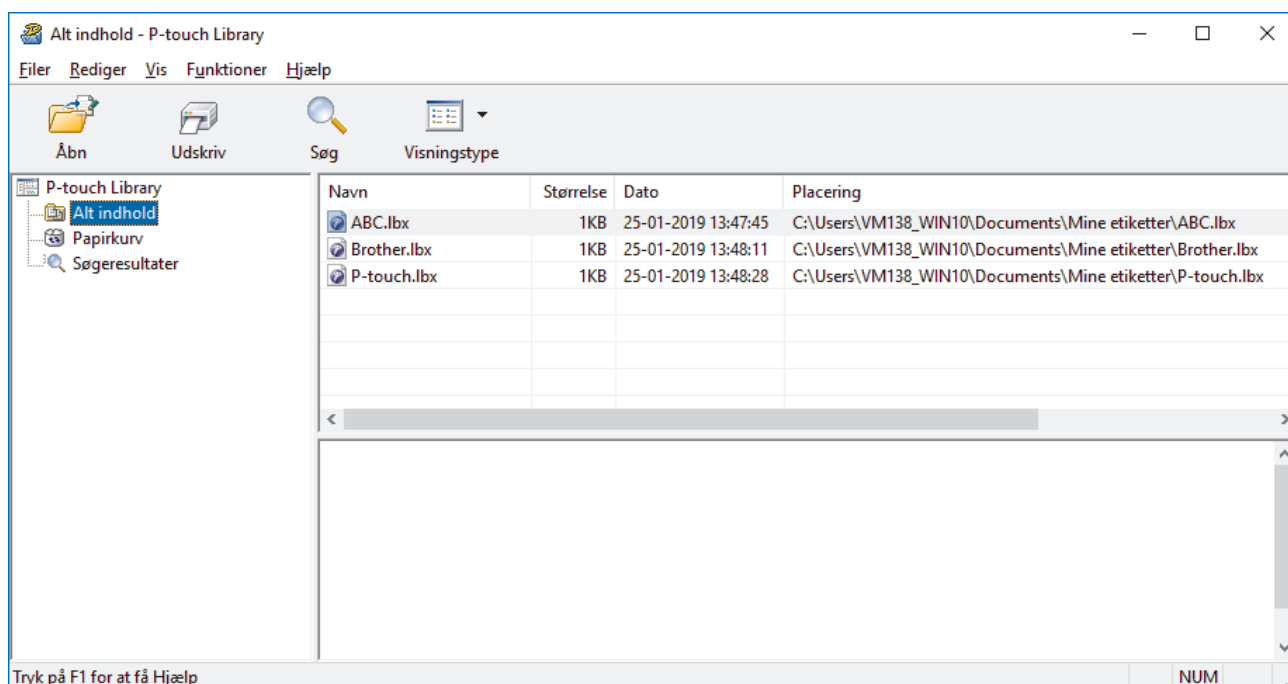 Alt indhold - P-touch Library
Filer Rediger Vis Funktioner Hjælp
Åbn Udskriv Søg Visningstype
P-touch Library
Alt indhold
Papirkurv
Søgeresultater
Navn Størrelse Dato Placering
ABC.lbx 1KB 25-01-2019 13:47:45 C:\Users\VM138_WIN10\Documents\Mine etiketter\ABC.lbx
Brother.lbx 1KB 25-01-2019 13:48:11 C:\Users\VM138_WIN10\Documents\Mine etiketter\Brother.lbx
P-touch.lbx 1KB 25-01-2019 13:48:28 C:\Users\VM138_WIN10\Documents\Mine etiketter\P-touch.lbx
Tryk på F1 for at få Hjælp NUM